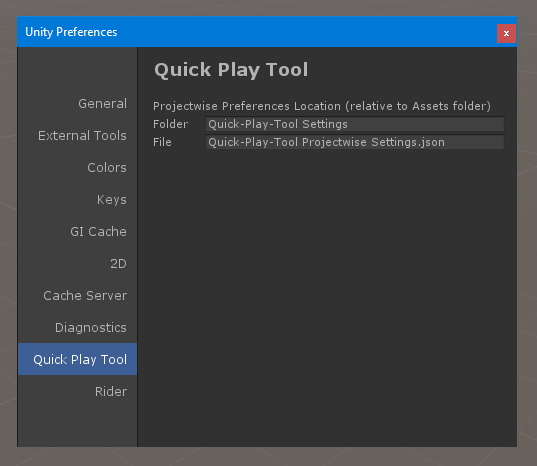 Unity Preferences
x
General
External Tools
Colors
Keys
GI Cache
2D
Cache Server
Diagnostics
Quick Play Tool
Rider
Quick Play Tool
Projectwise Preferences Location (relative to Assets folder)
Folder Quick-Play-Tool Settings
File Quick-Play-Tool Projectwise Settings.json